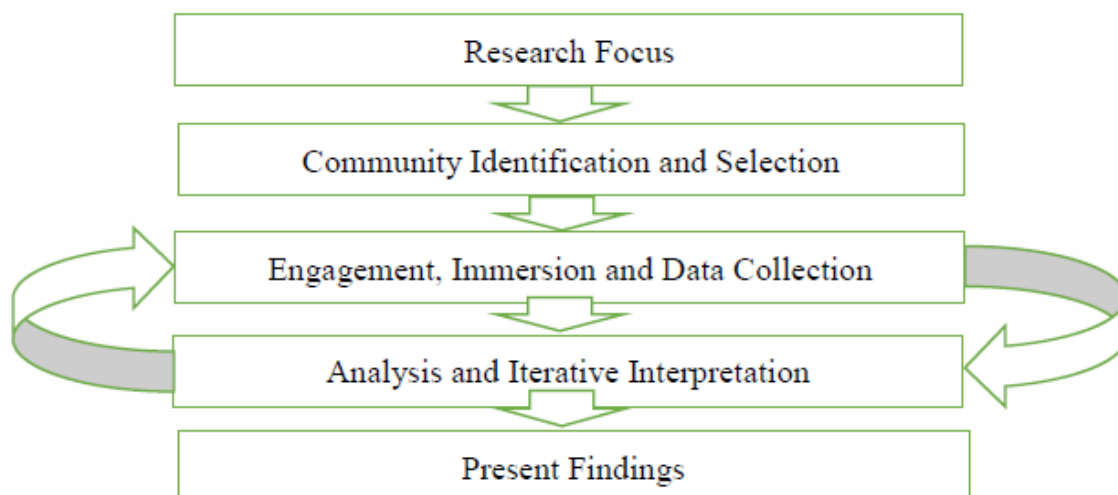 Research Focus
Community Identification and Selection
Engagement, Immersion and Data Collection
Analysis and Iterative Interpretation
Present Findings